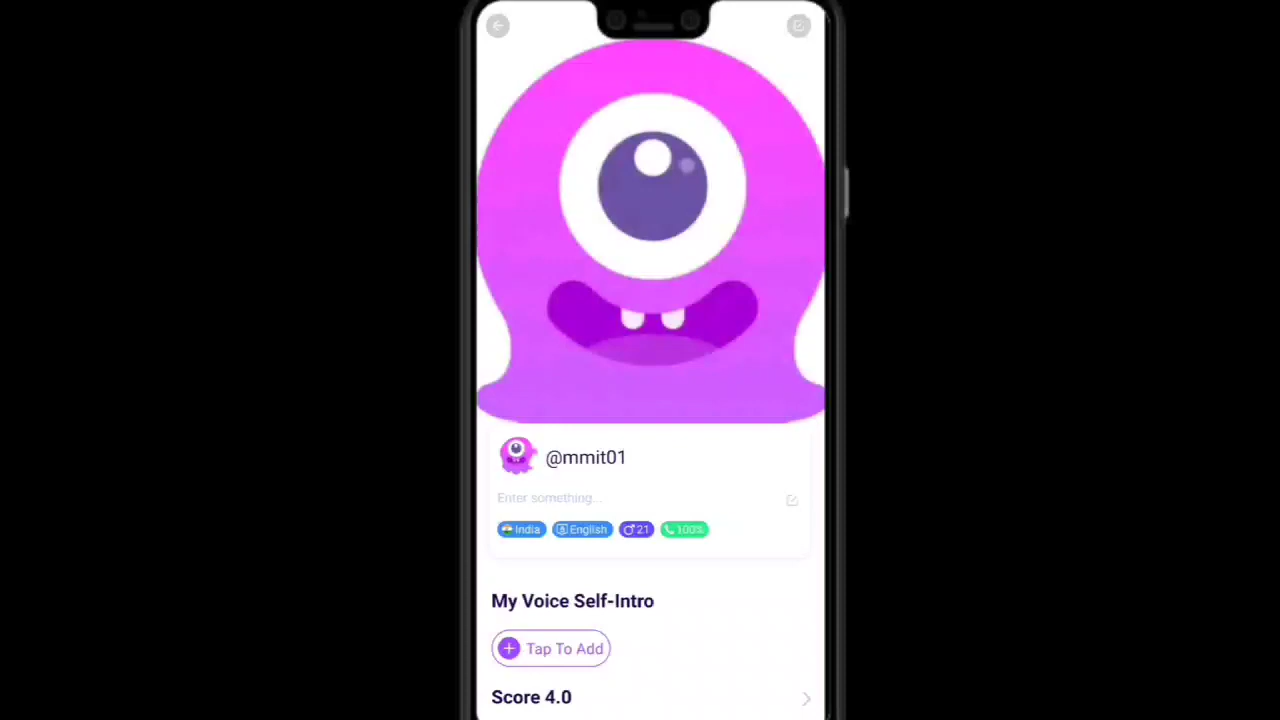 @mmit01
Enter something...
India English 21 100%
My Voice Self-Intro
Tap To Add
Score 4.0